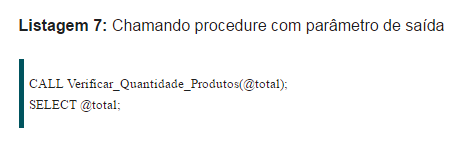 Listagem 7: Chamando procedure com parâmetro de saída
CALL Verificar_Quantidade_Produtos(@total);
SELECT @total;